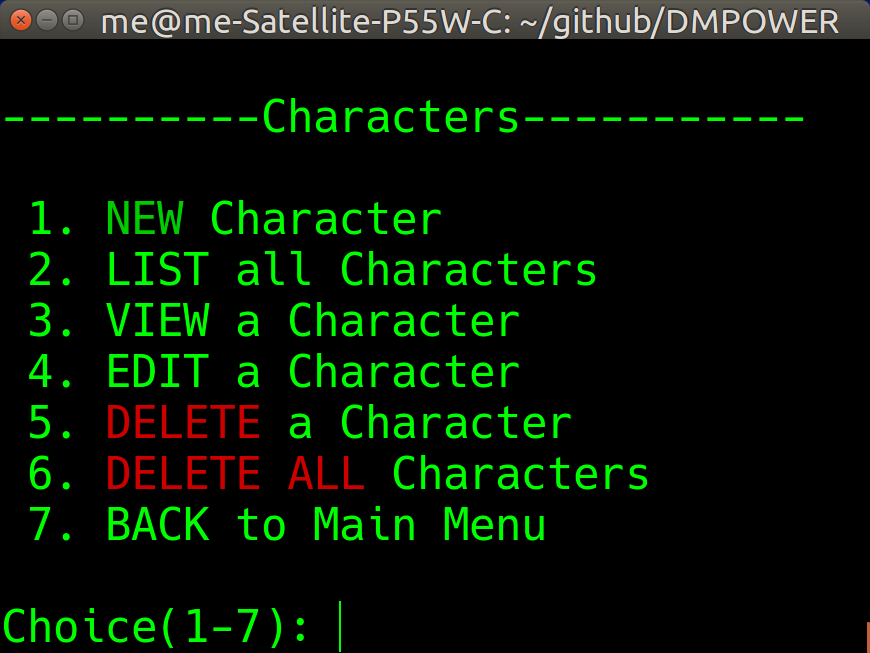 me@me-Satellite-P55W-C: ~/github/DMPOWER
----------Characters-----------
1. NEW Character
2. LIST all Characters
3. VIEW a Character
4. EDIT a Character
5. DELETE a Character
6. DELETE ALL Characters
7. BACK to Main Menu
Choice(1-7):